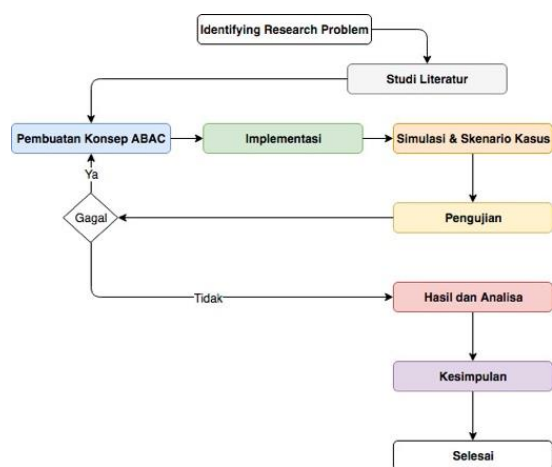 Identifying Research Problem
Studi Literatur
Pembuatan Konsep ABAC
Implementasi
Simulasi & Skenario Kasus
Ya
Gagal
Pengujian
Tidak
Hasil dan Analisa
Kesimpulan
Selesai